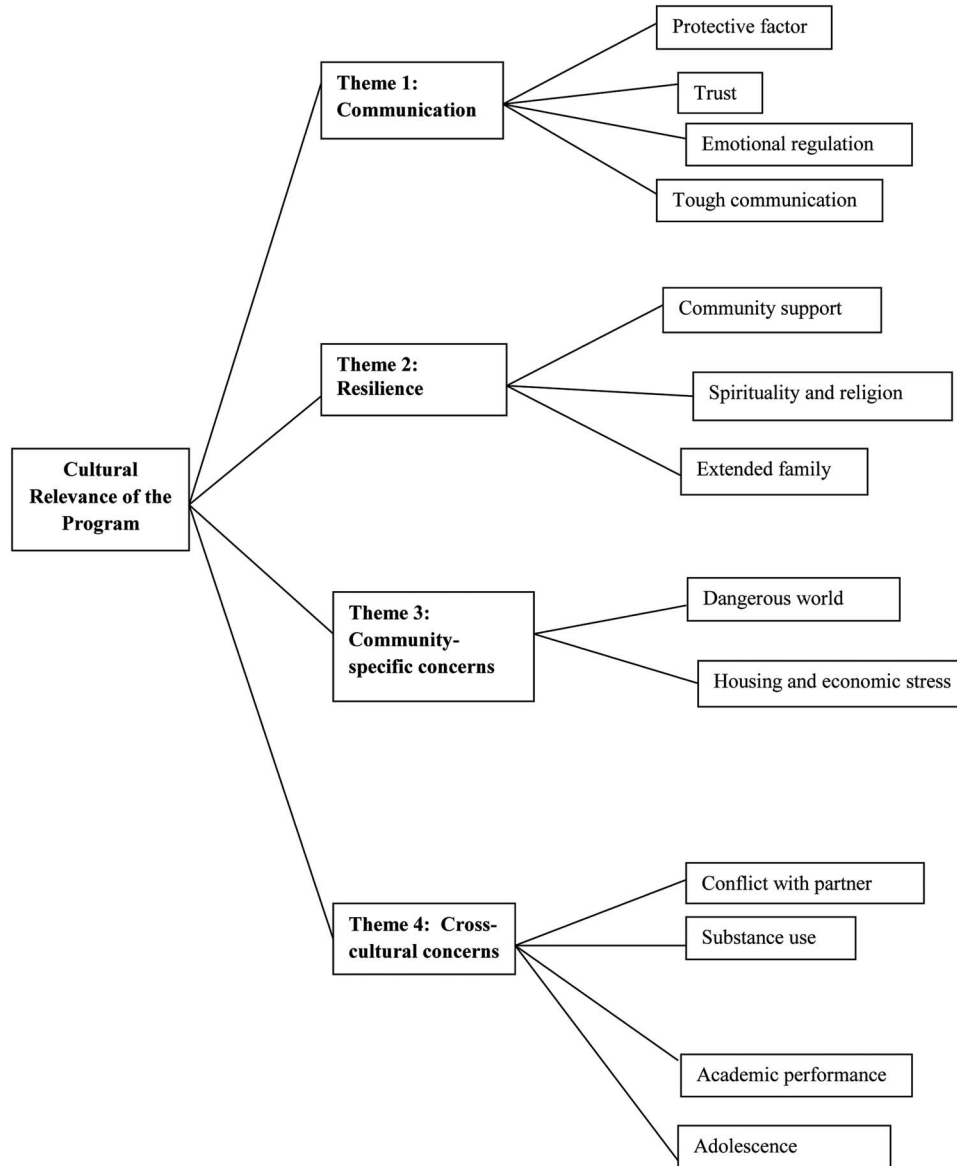 Protective factor
Theme 1:
Communication
Trust
Emotional regulation
Tough communication
Community support
Theme 2:
Resilience
Spirituality and religion
Extended family
Cultural
Relevance of the
Program
Dangerous world
Theme 3:
Community-
specific concerns
Housing and economic stress
Conflict with partner
Theme 4:  Cross-
cultural concerns
Substance use
Academic performance
Adolescence